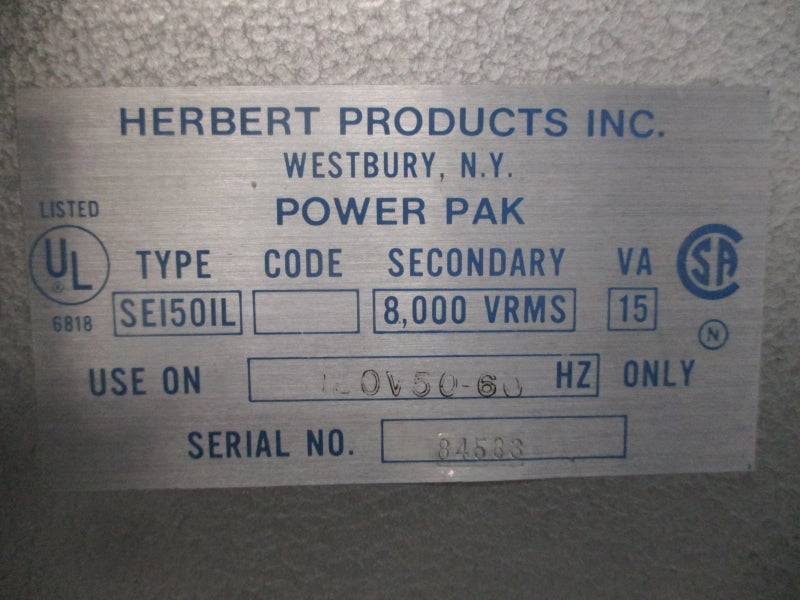 HERBERT PRODUCTS INC.
WESTBURY, N.Y.
POWER PAK
LISTED
UL
®
6818
TYPE CODE SECONDARY VA
SE150IL 8,000 VRMS 15
SA
N
USE ON HZ ONLY
SERIAL NO.